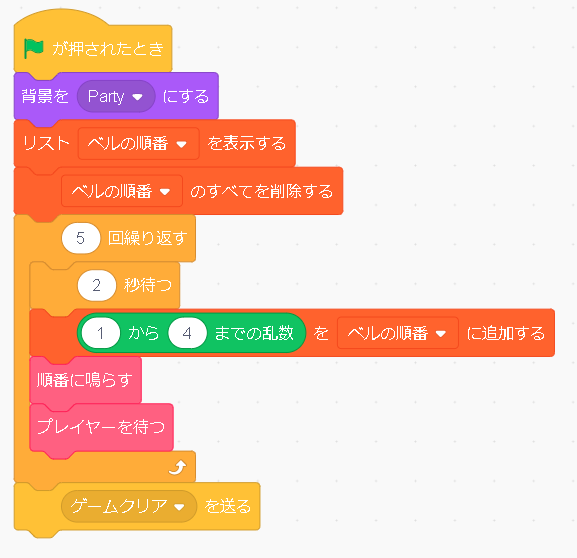 が押されたとき
背景を Party にする
リスト ベルの順番 を表示する
ベルの順番 のすべてを削除する
5 回繰り返す
2 秒待つ
1 から 4 までの乱数 を ベルの順番 に追加する
順番に鳴らす
プレイヤーを待つ
ゲームクリア を送る